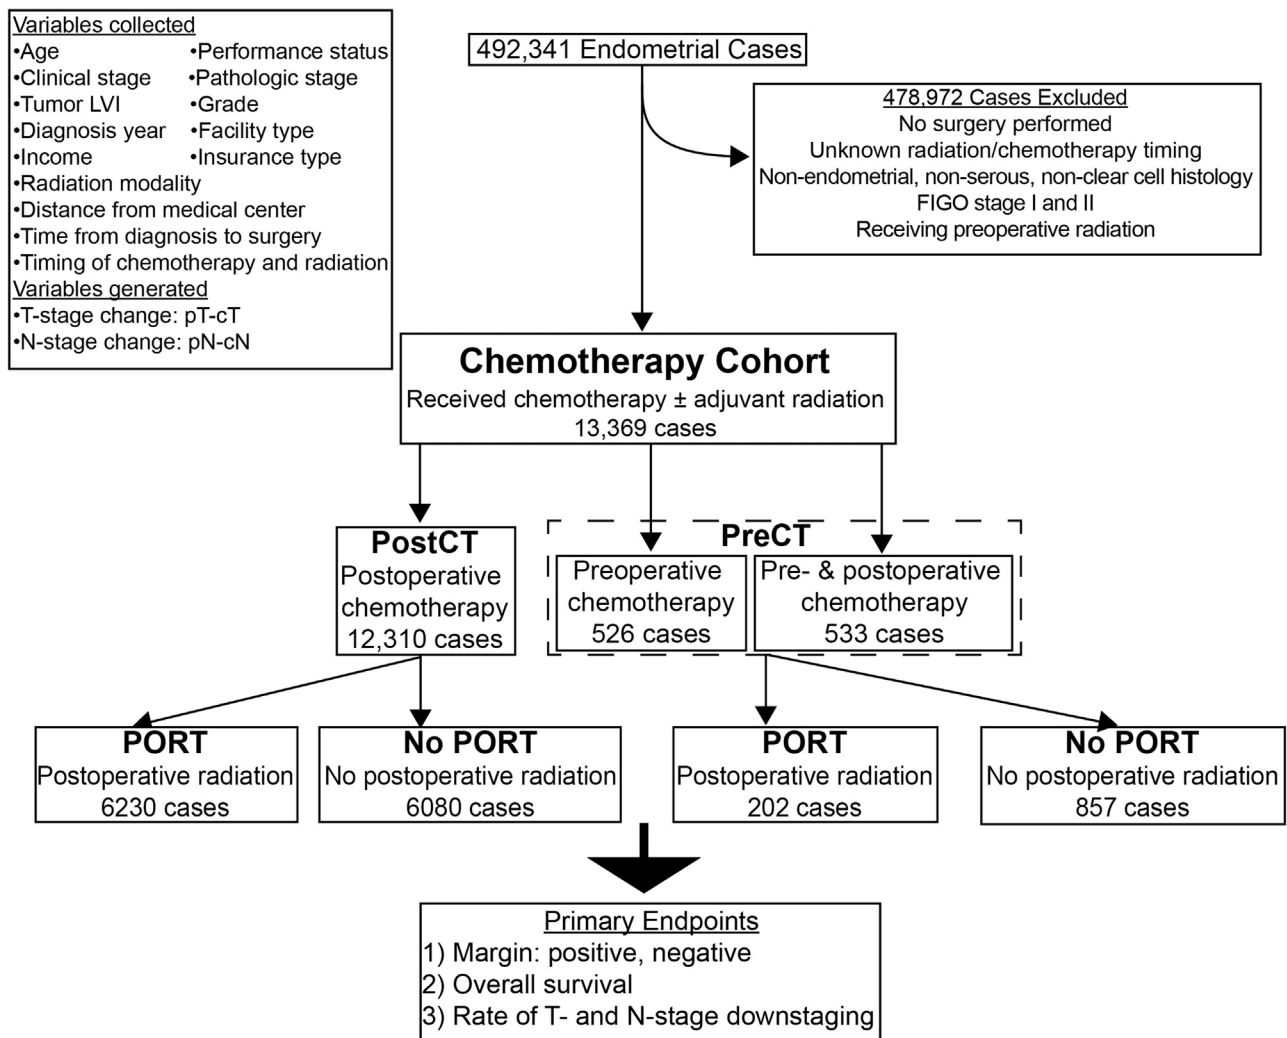 Variables collected
•Age •Performance status
•Clinical stage •Pathologic stage
•Tumor LVI •Grade
•Diagnosis year •Facility type
•Income •Insurance type
•Radiation modality
•Distance from medical center
•Time from diagnosis to surgery
•Timing of chemotherapy and radiation
Variables generated
•T-stage change: pT-cT
•N-stage change: pN-cN
492,341 Endometrial Cases
478,972 Cases Excluded
No surgery performed
Unknown radiation/chemotherapy timing
Non-endometrial, non-serous, non-clear cell histology
FIGO stage I and II
Receiving preoperative radiation
Chemotherapy Cohort
Received chemotherapy ± adjuvant radiation
13,369 cases
PostCT
Postoperative
chemotherapy
12,310 cases
PreCT
Preoperative
chemotherapy
526 cases
Pre- & postoperative
chemotherapy
533 cases
PORT
Postoperative radiation
6230 cases
No PORT
No postoperative radiation
6080 cases
PORT
Postoperative radiation
202 cases
No PORT
No postoperative radiation
857 cases
Primary Endpoints
1) Margin: positive, negative
2) Overall survival
3) Rate of T- and N-stage downstaging